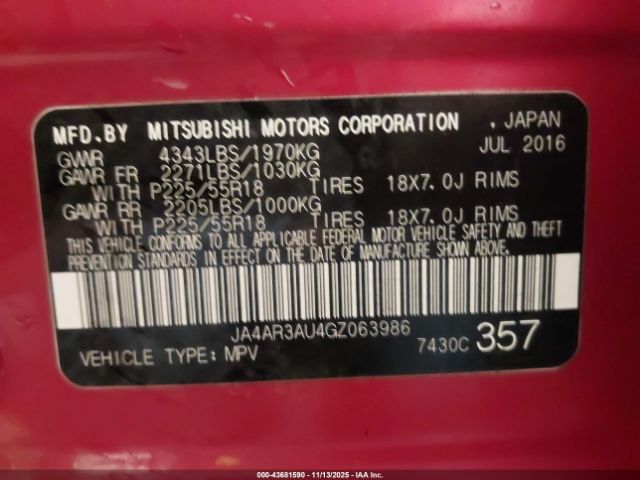 MFD.BY MITSUBISHI MOTORS CORPORATION . JAPAN
GVWR 4343LBS/1970KG JUL 2016
GAWR FR 2271LBS/1030KG
WITH P225/55R18 TIRES 18X7.0J RIMS
GAWR RR 2205LBS/1000KG
WITH P225/55R18 TIRES 18X7.0J RIMS
THIS VEHICLE CONFORMS TO ALL APPLICABLE FEDERAL MOTOR VEHICLE SAFETY AND THEFT
PREVENTION STANDARDS IN EFFECT ON THE DATE OF MANUFACTURE SHOWN ABOVE.
JA4AR3AU4GZ063986
VEHICLE TYPE: MPV 7430C 357
000-43681590 - 11/13/2025 - IAA Inc.